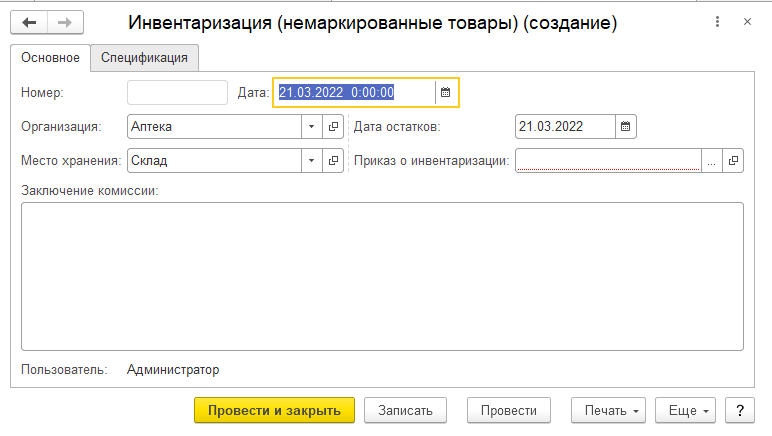 Инвентаризация (немаркированные товары) (создание)
Основное Спецификация
Номер: Дата: 21.03.2022 0:00:00
Организация: Аптека Дата остатков: 21.03.2022
Место хранения: Склад Приказ о инвентаризации: ...
Заключение комиссии:
Пользователь: Администратор
Провести и закрыть Записать Провести Печать Еще ?